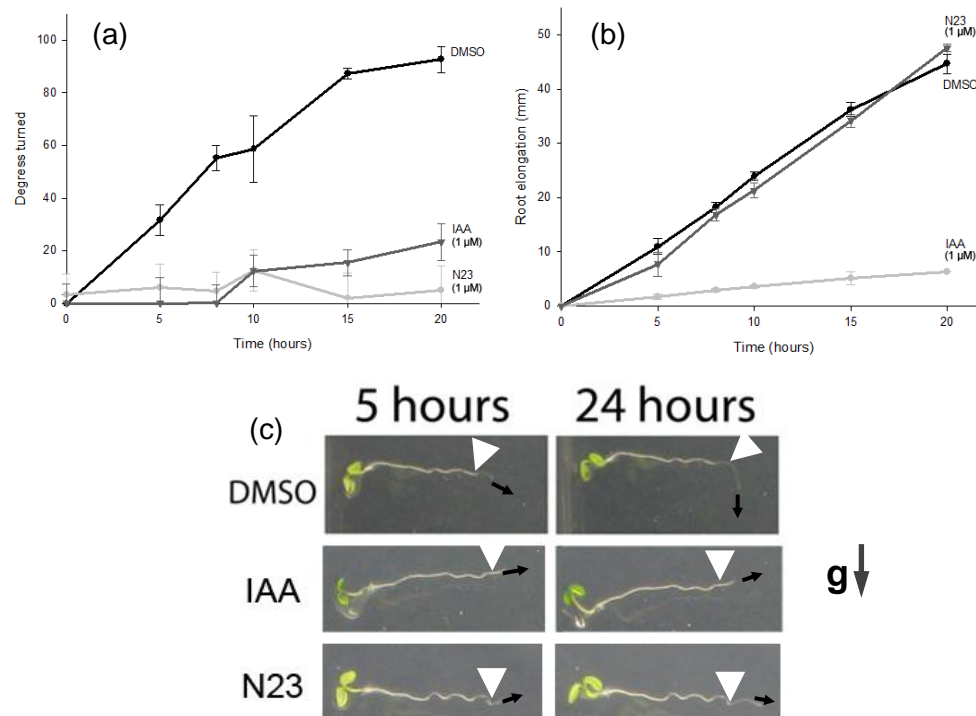 (a)
100
80
60
40
20
0
Degress turned
0 5 10 15 20
Time (hours)
DMSO
IAA
(1 µM)
N23
(1 µM)
(b)
50
40
30
20
10
0
Root elongation (mm)
0 5 10 15 20
Time (hours)
N23
(1 µM)
DMSO
IAA
(1 µM)
(c)
5 hours 24 hours
DMSO
IAA
N23
g